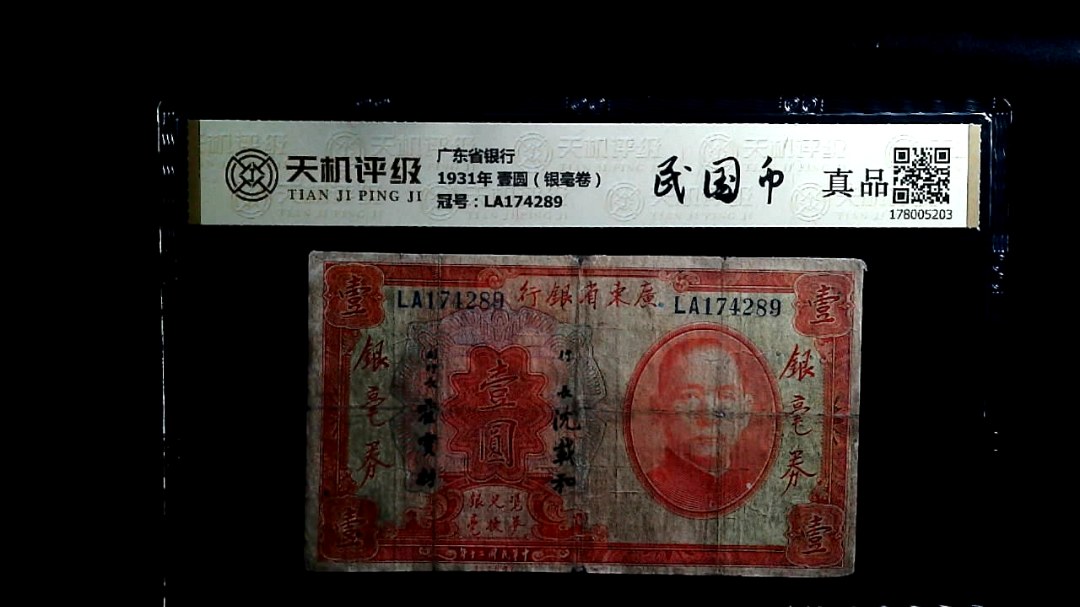 天机评级
TIAN JI PING JI
广东省银行
1931年 壹圆（银毫卷）
冠号：LA174289
民国币
真品
178005203
壹
LA174289
行銀省東廣
LA174289
壹
銀毫券
壹圓
行長
沈載和
銀毫券
壹
壹